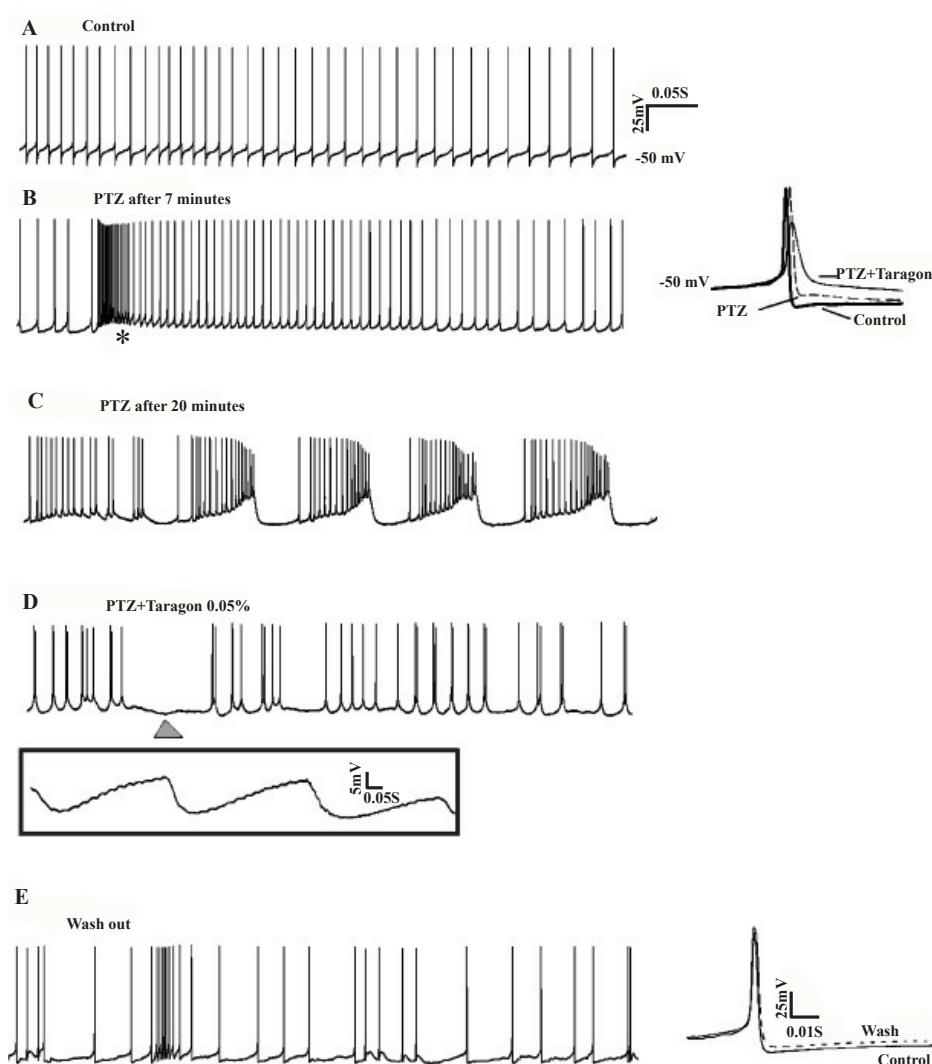 A
Control
0.05S
25mV
-50 mV
B
PTZ after 7 minutes
*
-50 mV
PTZ+Taragon
PTZ
Control
C
PTZ after 20 minutes
D
PTZ+Taragon 0.05%
5mV
0.05S
E
Wash out
25mV
0.01S
Wash
Control